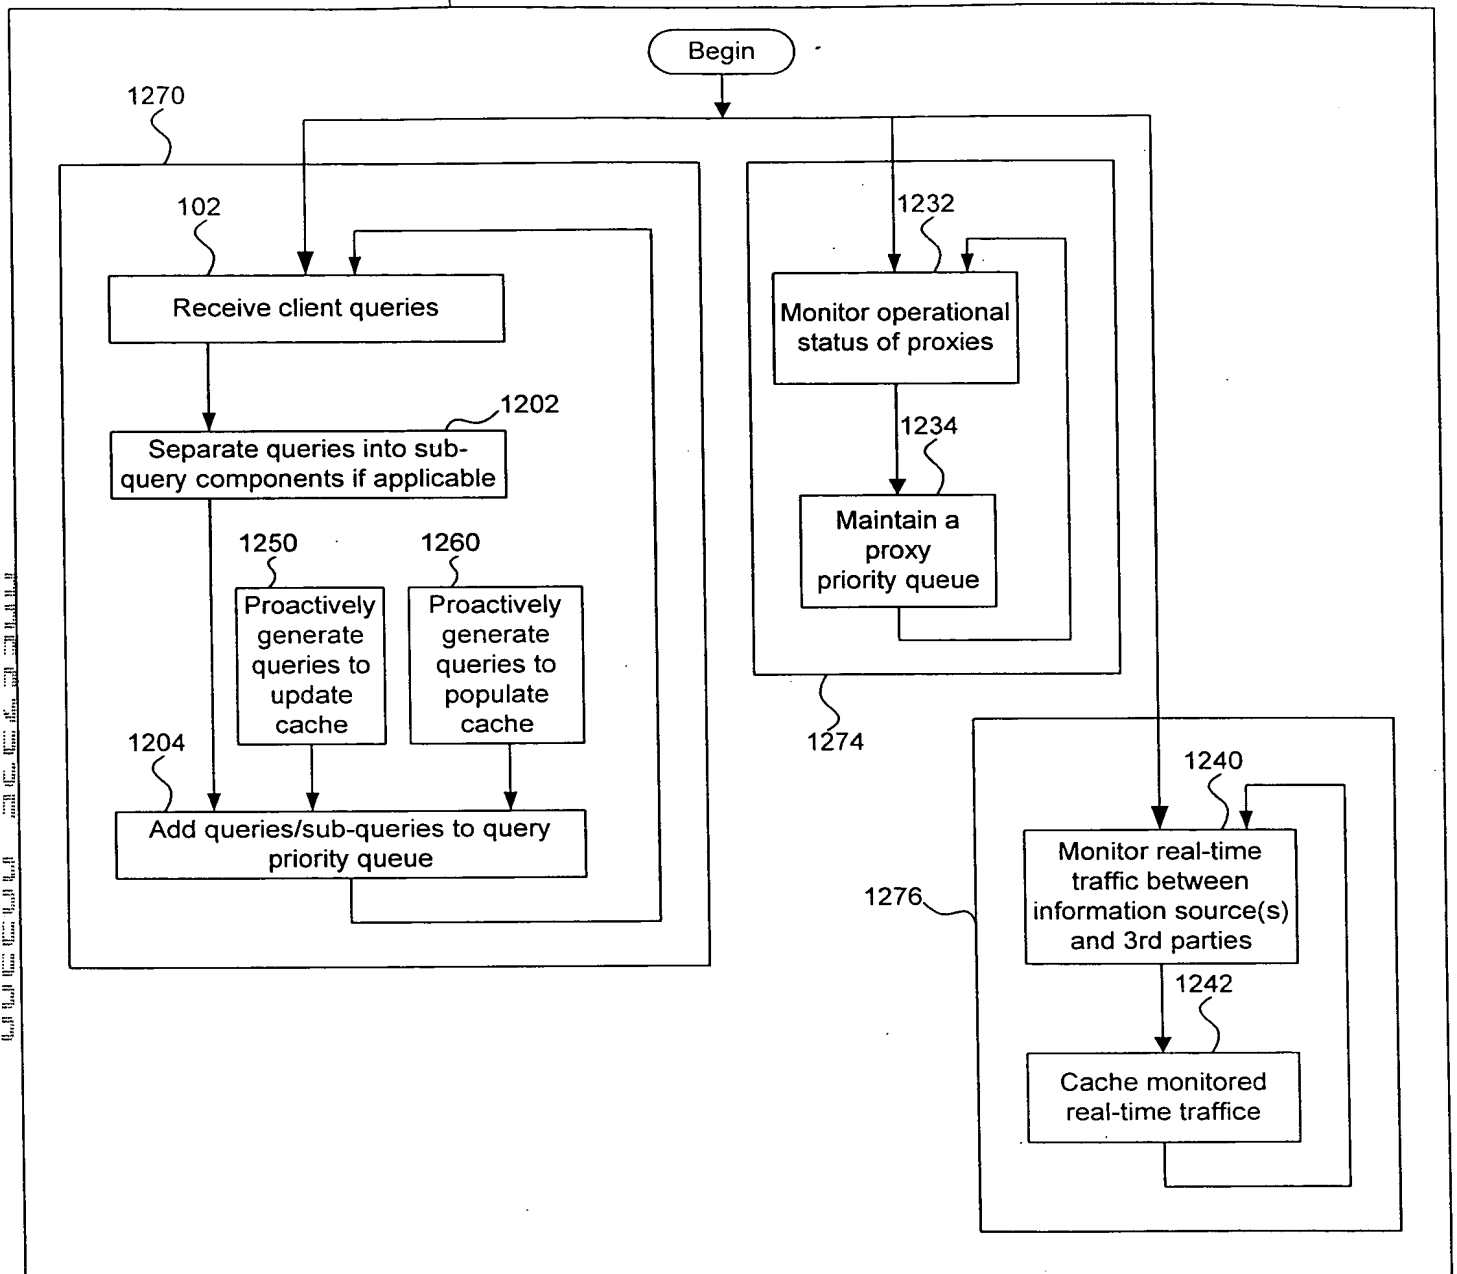 Begin
1270
102
Receive client queries
1202
Separate queries into sub-
query components if applicable
1250
Proactively
generate
queries to
update
cache
1260
Proactively
generate
queries to
populate
cache
1204
Add queries/sub-queries to query
priority queue
1232
Monitor operational
status of proxies
1234
Maintain a
proxy
priority queue
1274
1240
Monitor real-time
traffic between
information source(s)
and 3rd parties
1276
1242
Cache monitored
real-time traffice